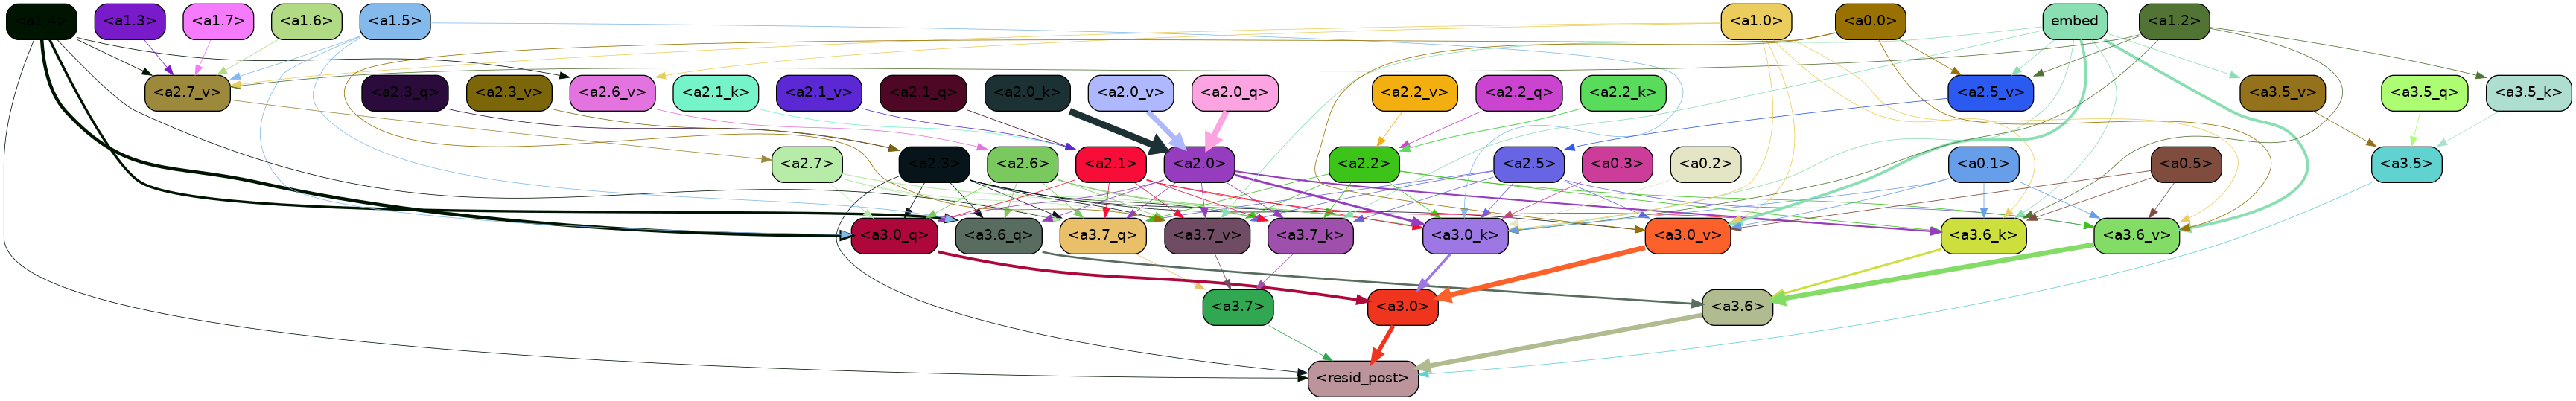 <a1.4> <a1.3> <a1.7> <a1.6> <a1.5> <a1.0> <a0.0> embed <a1.2>
<a2.7_v> <a2.3_q> <a2.3_v> <a2.6_v> <a2.1_k> <a2.1_v> <a2.1_q> <a2.0_k> <a2.0_v> <a2.0_q> <a2.2_v> <a2.2_q> <a2.2_k> <a2.5_v> <a3.5_v> <a3.5_q> <a3.5_k>
<a2.7> <a2.3> <a2.6> <a2.1> <a2.0> <a2.2> <a2.5> <a0.3> <a0.2> <a0.1> <a0.5> <a3.5>
<a3.0_q> <a3.6_q> <a3.7_q> <a3.7_v> <a3.7_k> <a3.0_k> <a3.0_v> <a3.6_k> <a3.6_v>
<a3.7> <a3.0> <a3.6>
<resid_post>